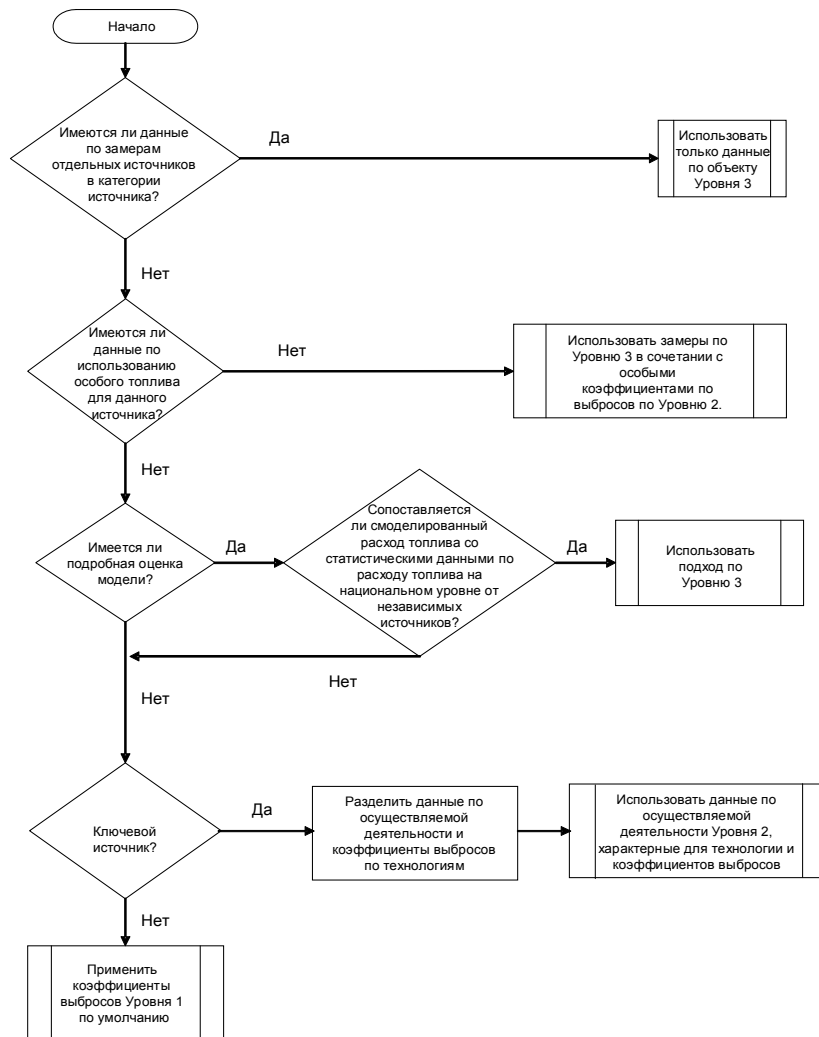 Начало
Имеются ли данные
по замерам
отдельных источников
в категории
источника?
Да
Использовать
только данные
по объекту
Уровня 3
Нет
Имеются ли
данные по
использованию
особого топлива
для данного
источника?
Нет
Использовать замеры по
Уровню 3 в сочетании с
особыми
коэффициентами по
выбросов по Уровню 2.
Нет
Имеется ли
подробная оценка
модели?
Да
Сопоставляется
ли смоделированный
расход топлива со
статистическими данными по
расходу топлива на
национальном уровне от
независимых
источников?
Да
Использовать
подход по
Уровню 3
Нет
Нет
Ключевой
источник?
Да
Разделить данные по
осуществляемой
деятельности и
коэффициенты выбросов
по технологиям
Использовать данные по
осуществляемой
деятельности Уровня 2,
характерные для технологии и
коэффициентов выбросов
Нет
Применить
коэффициенты
выбросов Уровня 1
по умолчанию